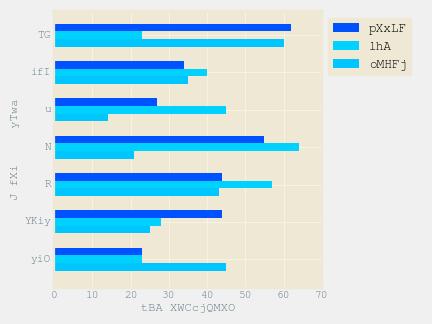 pXxLF
lhA
oMHFj
TG
ifI
u
N
R
YKiy
yiO
J fXi yTwa
0 10 20 30 40 50 60 70
tBA XWCcjQMXO